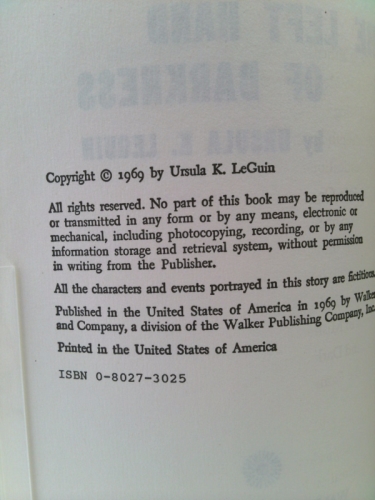 Copyright © 1969 by Ursula K. LeGuin
All rights reserved. No part of this book may be reproduced
or transmitted in any form or by any means, electronic or
mechanical, including photocopying, recording, or by any
information storage and retrieval system, without permission
in writing from the Publisher.
All the characters and events portrayed in this story are fictitious.
Published in the United States of America in 1969 by Walker
and Company, a division of the Walker Publishing Company, Inc.
Printed in the United States of America
ISBN 0-8027-3025